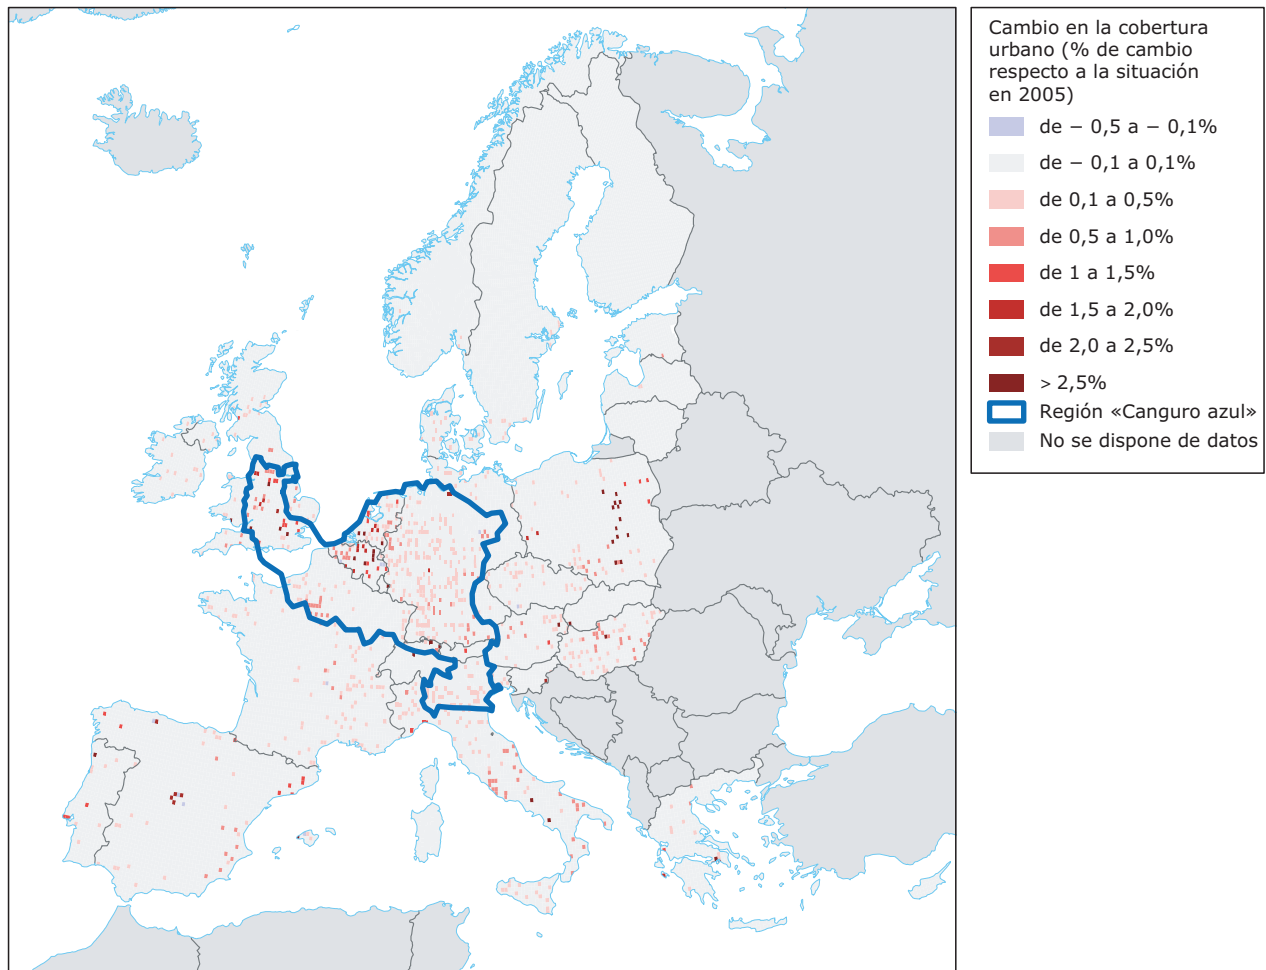 Cambio en la cobertura
urbano (% de cambio
respecto a la situación
en 2005)
de − 0,5 a − 0,1%
de − 0,1 a 0,1%
de 0,1 a 0,5%
de 0,5 a 1,0%
de 1 a 1,5%
de 1,5 a 2,0%
de 2,0 a 2,5%
> 2,5%
Región «Canguro azul»
No se dispone de datos